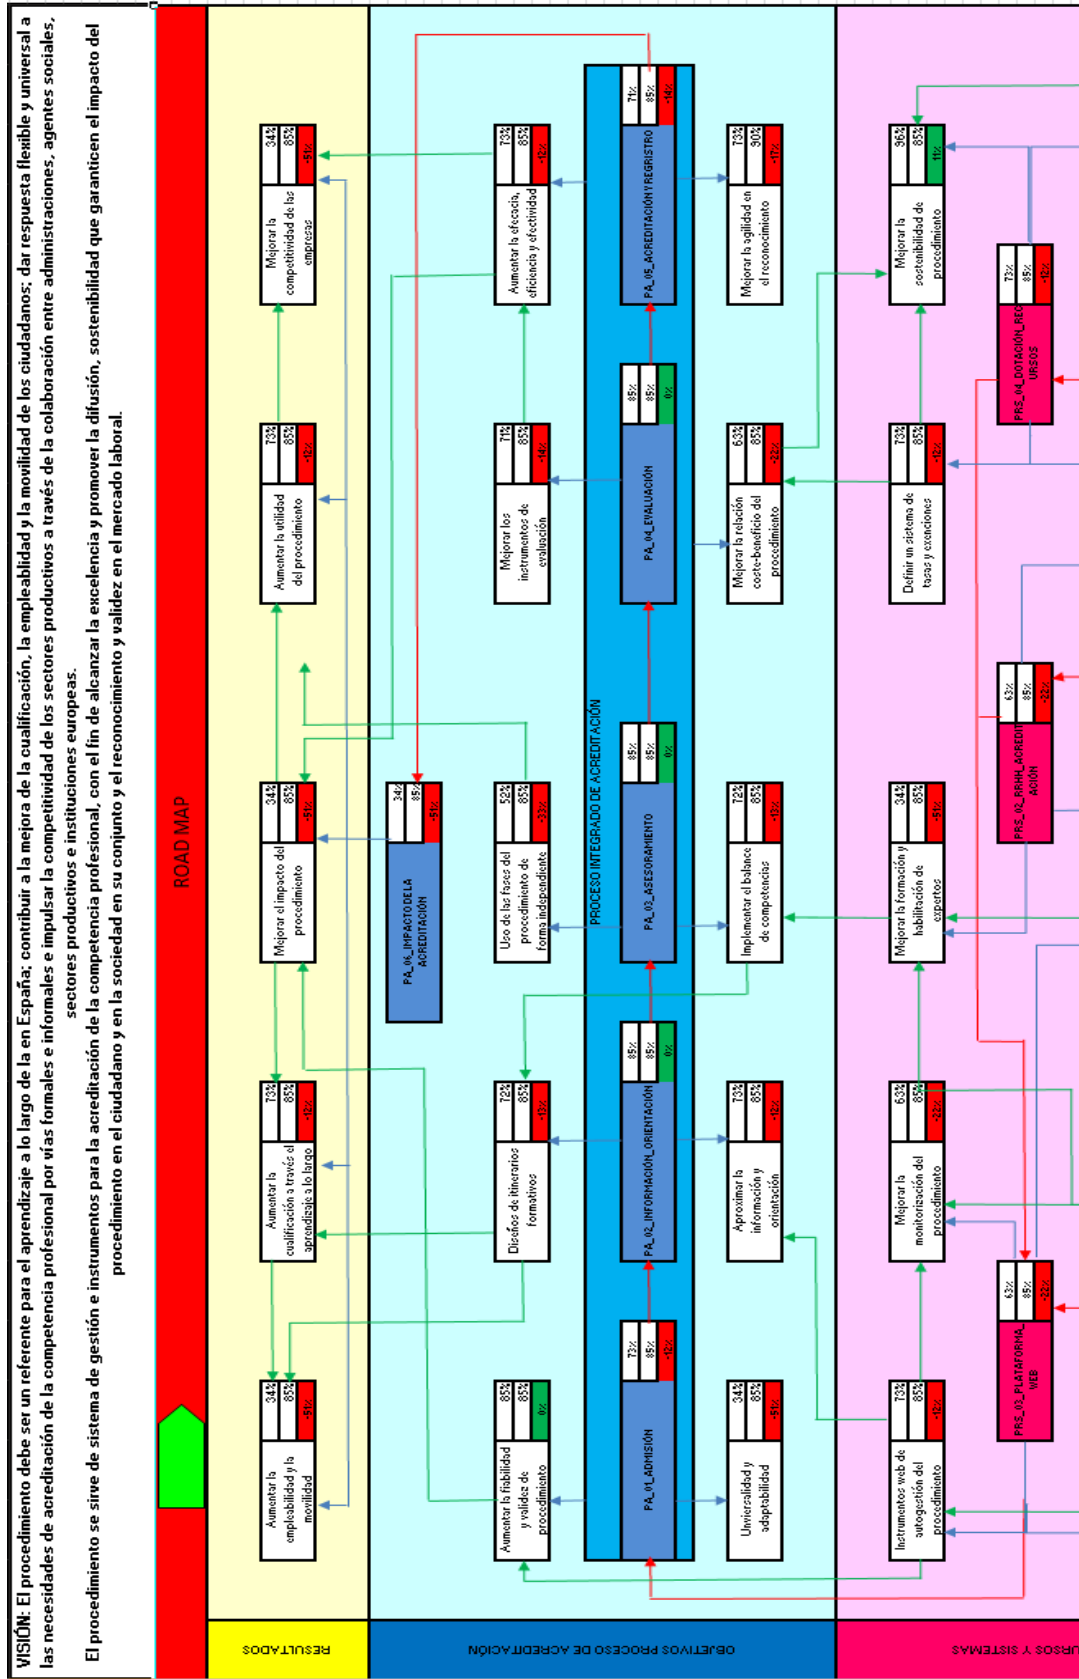 VISIÓN: El procedimiento debe ser un referente para el aprendizaje a lo largo de la en España; contribuir a la mejora de la cualificación, la empleablidad y la movilidad de los ciudadanos; dar respuesta flexible y universal a
las necesidades de acreditación de la competencia profesional por vías formales e informales e impulsar la competitividad de los sectores productivos a través de la colaboración entre administraciones, agentes sociales,
sectores productivos e instituciones europeas.
El procedimiento se sirve de sistema de gestión e instrumentos para la acreditación de la competencia profesional, con el fin de alcanzar la excelencia y promover la difusión, sostenibilidad que garanticen el impacto del
procedimiento en el ciudadano y en la sociedad en su conjunto y el reconocimiento y validez en el mercado laboral.
ROAD MAP
RESULTADOS
Aumentar la
empleabilidad y la
movilidad
34%
85%
-51%
Aumentar la
cualificación a través el
aprendizaje a lo largo
73%
85%
-12%
Mejorar el impacto del
procedimiento
34%
85%
-51%
Aumentar la utilidad
del procedimiento
73%
85%
-12%
Mejorar la
competitividad de las
empresas
34%
85%
-51%
OBJETIVOS PROCESO DE ACREDITACIÓN
PA_06_IMPACTO DE LA
ACREDITACIÓN
34%
85%
-51%
Aumentar la fiabilidad
y validez de
procedimiento
85%
85%
0%
Diseños de itinerarios
formativos
72%
85%
-13%
Uso de las fases del
procedimiento de
forma independiente
52%
85%
-33%
Mejorar los
instrumentos de
evaluación
71%
85%
-14%
Aumentar la efecacia,
eficiencia y efectividad
73%
85%
-12%
PROCESO INTEGRADO DE ACREDITACIÓN
PA_01_ADMISIÓN
73%
85%
-12%
PA_02_INFORMACIÓN_ORIENTACIÓN
85%
85%
0%
PA_03_ASESORAMIENTO
85%
85%
0%
PA_04_EVALUACIÓN
85%
85%
0%
PA_05_ACREDITACIÓN Y REGRISTRO
71%
85%
-14%
Unviersalidad y
adaptabilidad
34%
85%
-51%
Aproximar la
información y
orientación
73%
85%
-12%
Implementar el balance
de competencias
72%
85%
-13%
Mejorar la relación
coste-beneficio del
procedimiento
63%
85%
-22%
Mejorar la agilidad en
el reconocimiento
73%
90%
-17%
URSOS Y SISTEMAS
Instrumentos web de
autogestión del
procedimiento
73%
85%
-12%
Mejorar la
monitorización del
procedimiento
63%
85%
-22%
Mejorar la formación y
habilitación de
expertos
34%
85%
-51%
Definir un sistema de
tasas y exenciones
73%
85%
-12%
Mejorar la
sostenibilidad de
procedimiento
96%
85%
11%
PRS_03_PLATAFORMA_
WEB
63%
85%
-22%
PRS_02_RRHH_ACREDIT
ACIÓN
63%
85%
-22%
PRS_04_DOTACIÓN_REC
URSOS
73%
85%
-12%